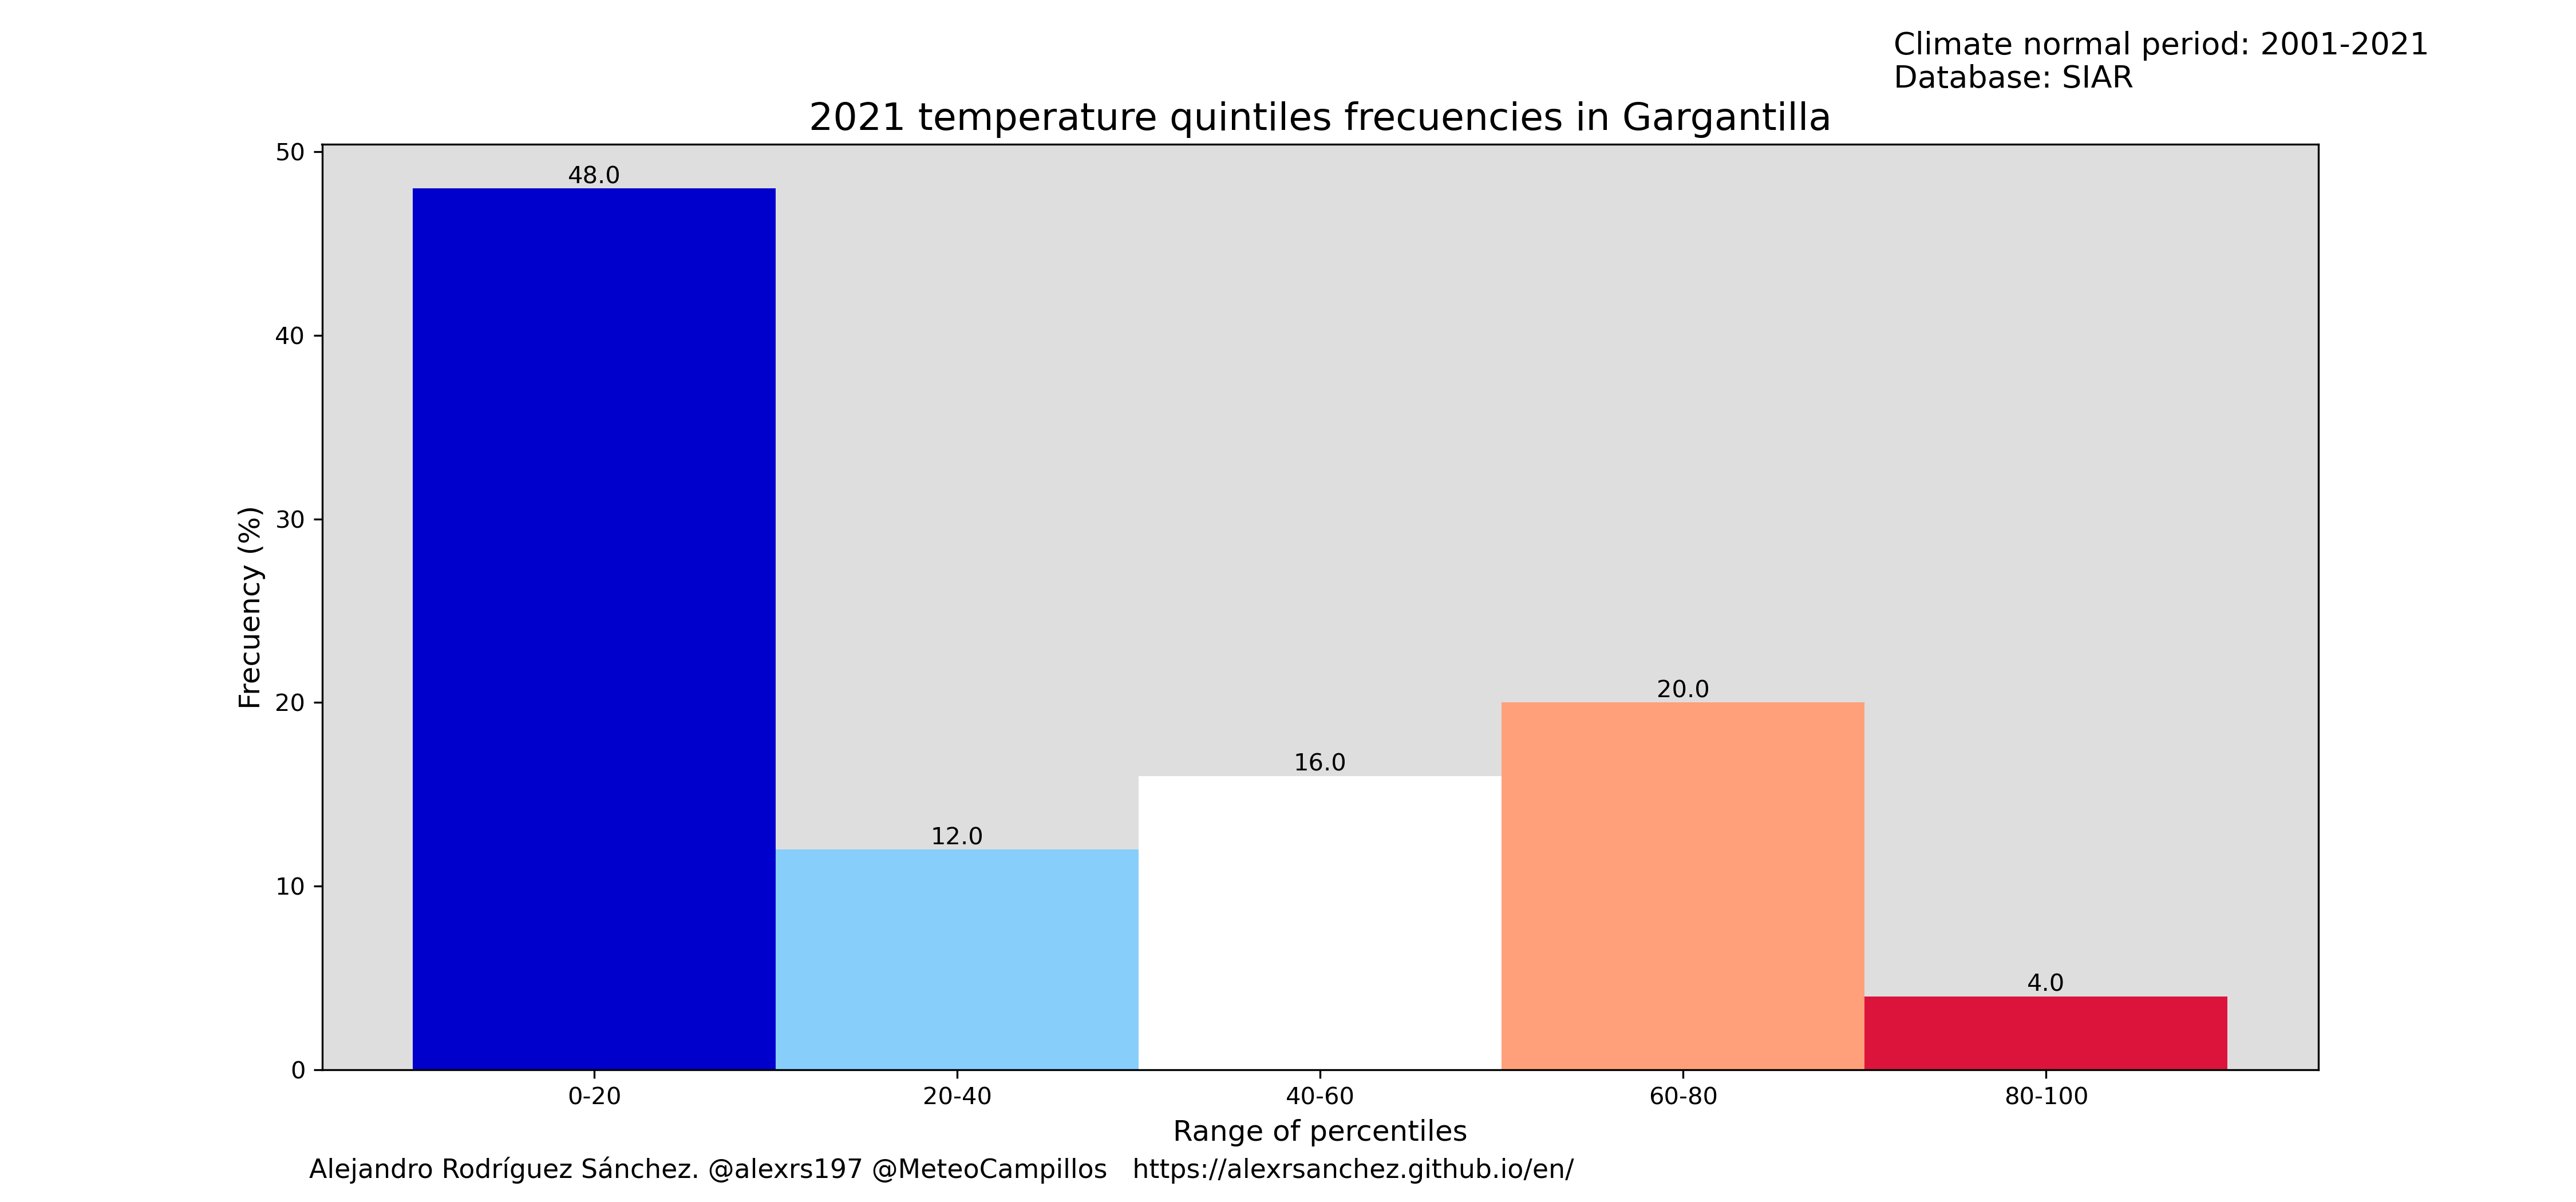 Climate normal period: 2001-2021
Database: SIAR
2021 temperature quintiles frecuencies in Gargantilla
50
40
30
20
10
0
Frecuency (%)
48.0
12.0
16.0
20.0
4.0
0-20
20-40
40-60
60-80
80-100
Range of percentiles
Alejandro Rodríguez Sánchez. @alexrs197 @MeteoCampillos https://alexrsanchez.github.io/en/